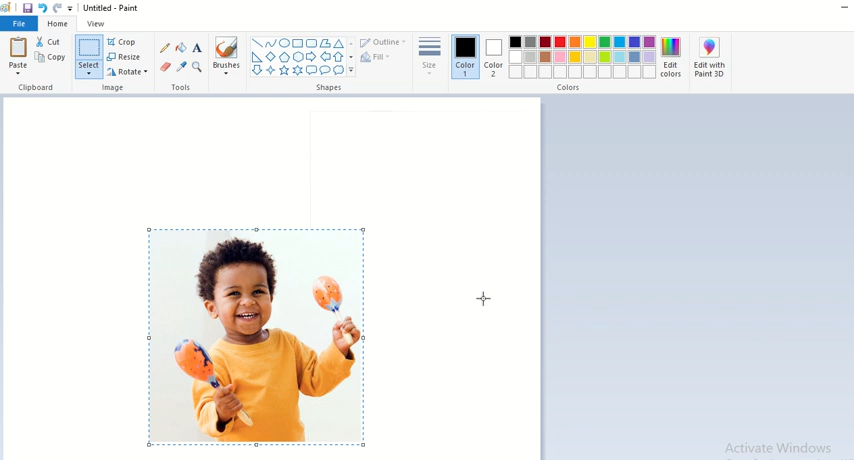 Untitled - Paint
File Home View
Paste
Cut
Copy
Clipboard
Select
Crop
Resize
Rotate
Image
Tools
Brushes
Outline
Fill
Shapes
Size
Color 1
Color 2
Edit colors
Colors
Edit with Paint 3D
Activate Windows